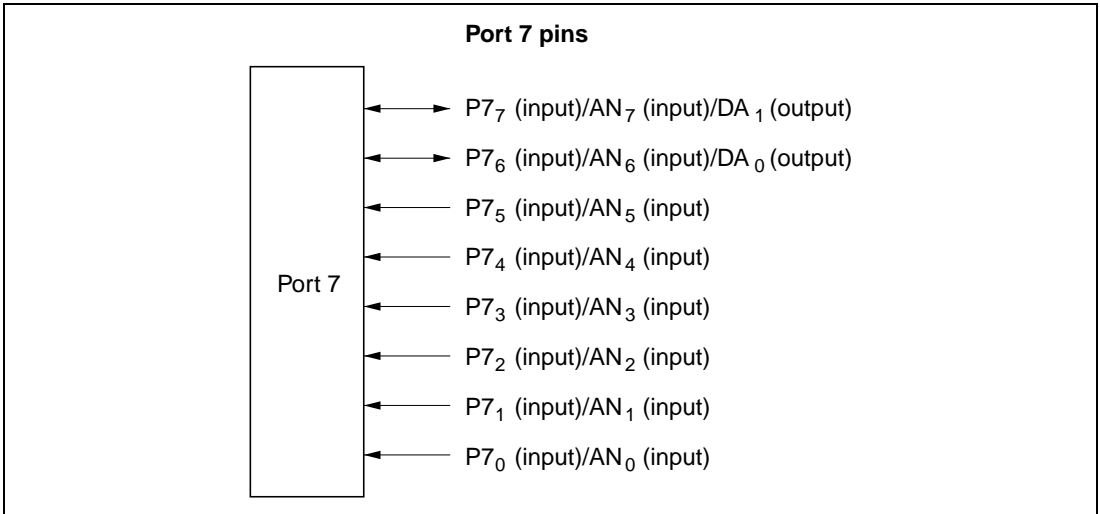 Port 7 pins
P7₇ (input)/AN₇ (input)/DA₁ (output)
P7₆ (input)/AN₆ (input)/DA₀ (output)
P7₅ (input)/AN₅ (input)
P7₄ (input)/AN₄ (input)
Port 7
P7₃ (input)/AN₃ (input)
P7₂ (input)/AN₂ (input)
P7₁ (input)/AN₁ (input)
P7₀ (input)/AN₀ (input)